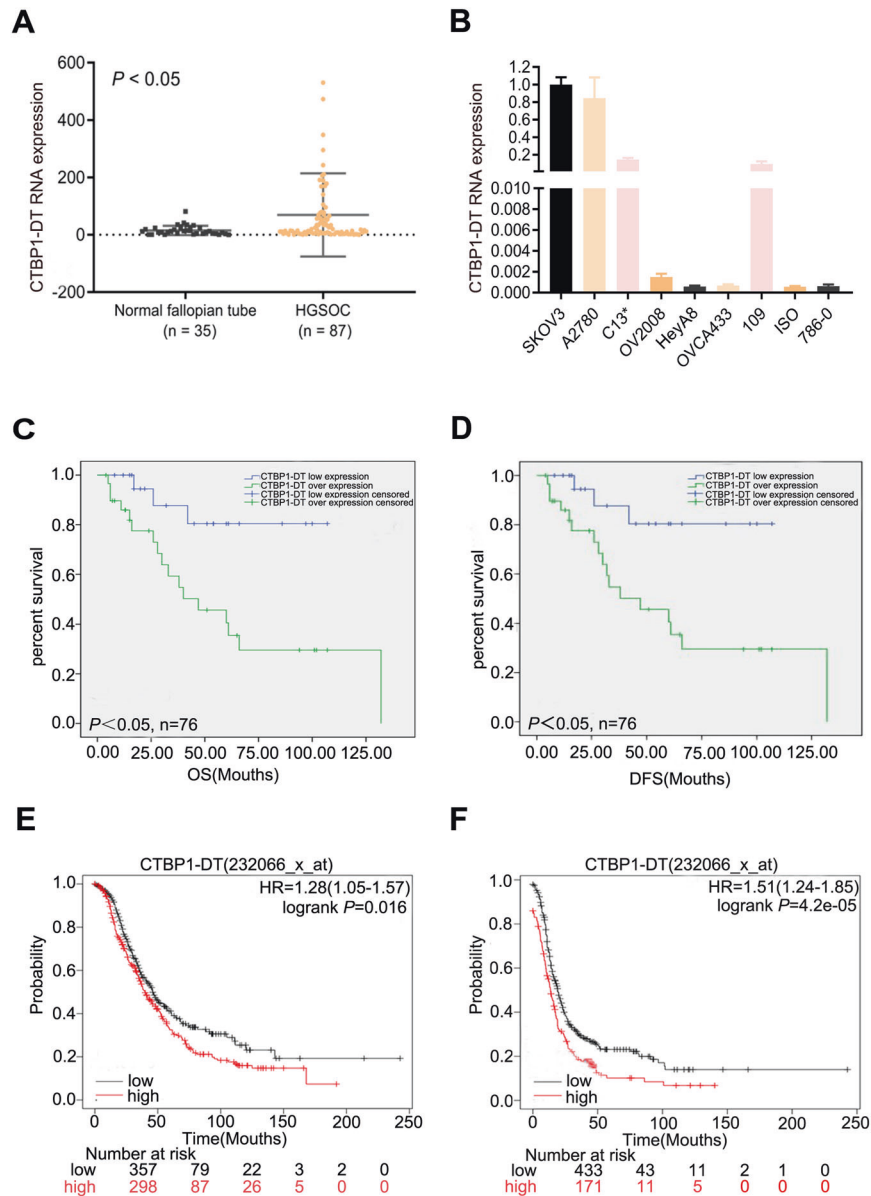 A
P < 0.05
CTBP1-DT RNA expression
600
400
200
0
-200
Normal fallopian tube
(n = 35)
HGSOC
(n = 87)
B
CTBP1-DT RNA expression
1.2
1.0
0.8
0.6
0.4
0.2
0.010
0.008
0.006
0.004
0.002
0.000
SKOV3
A2780
C13*
OV2008
HeyA8
OVCA433
109
ISO
786-0
C
percent survival
1.0
0.8
0.6
0.4
0.2
0.0
CTBP1-DT low expression
CTBP1-DT over expression
CTBP1-DT low expression censored
CTBP1-DT over expression censored
P<0.05, n=76
0.00 25.00 50.00 75.00 100.00 125.00
OS(Mouths)
D
percent survival
1.0
0.8
0.6
0.4
0.2
0.0
CTBP1-DT low expression
CTBP1-DT over expression
CTBP1-DT low expression censored
CTBP1-DT over expression censored
P<0.05, n=76
0.00 25.00 50.00 75.00 100.00 125.00
DFS(Mouths)
E
CTBP1-DT(232066_x_at)
HR=1.28(1.05-1.57)
logrank P=0.016
Probability
1.0
0.8
0.6
0.4
0.2
0.0
low
high
0 50 100 150 200 250
Time(Mouths)
Number at risk
low 357 79 22 3 2 0
high 298 87 26 5 0 0
F
CTBP1-DT(232066_x_at)
HR=1.51(1.24-1.85)
logrank P=4.2e-05
Probability
1.0
0.8
0.6
0.4
0.2
0.0
low
high
0 50 100 150 200 250
Time(Mouths)
Number at risk
low 433 43 11 2 1 0
high 171 11 5 0 0 0